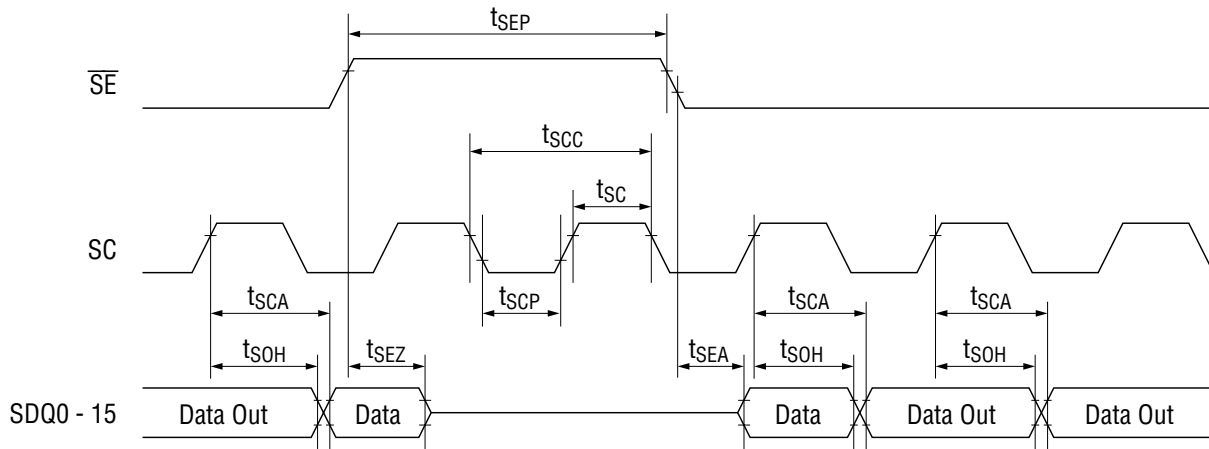 tSEP
SE
tSCC
tSC
SC
tSCP
tSCA tSCA tSCA
tSOH tSEZ tSEA tSOH tSOH
SDQ0 - 15 Data Out Data Data Data Out Data Out